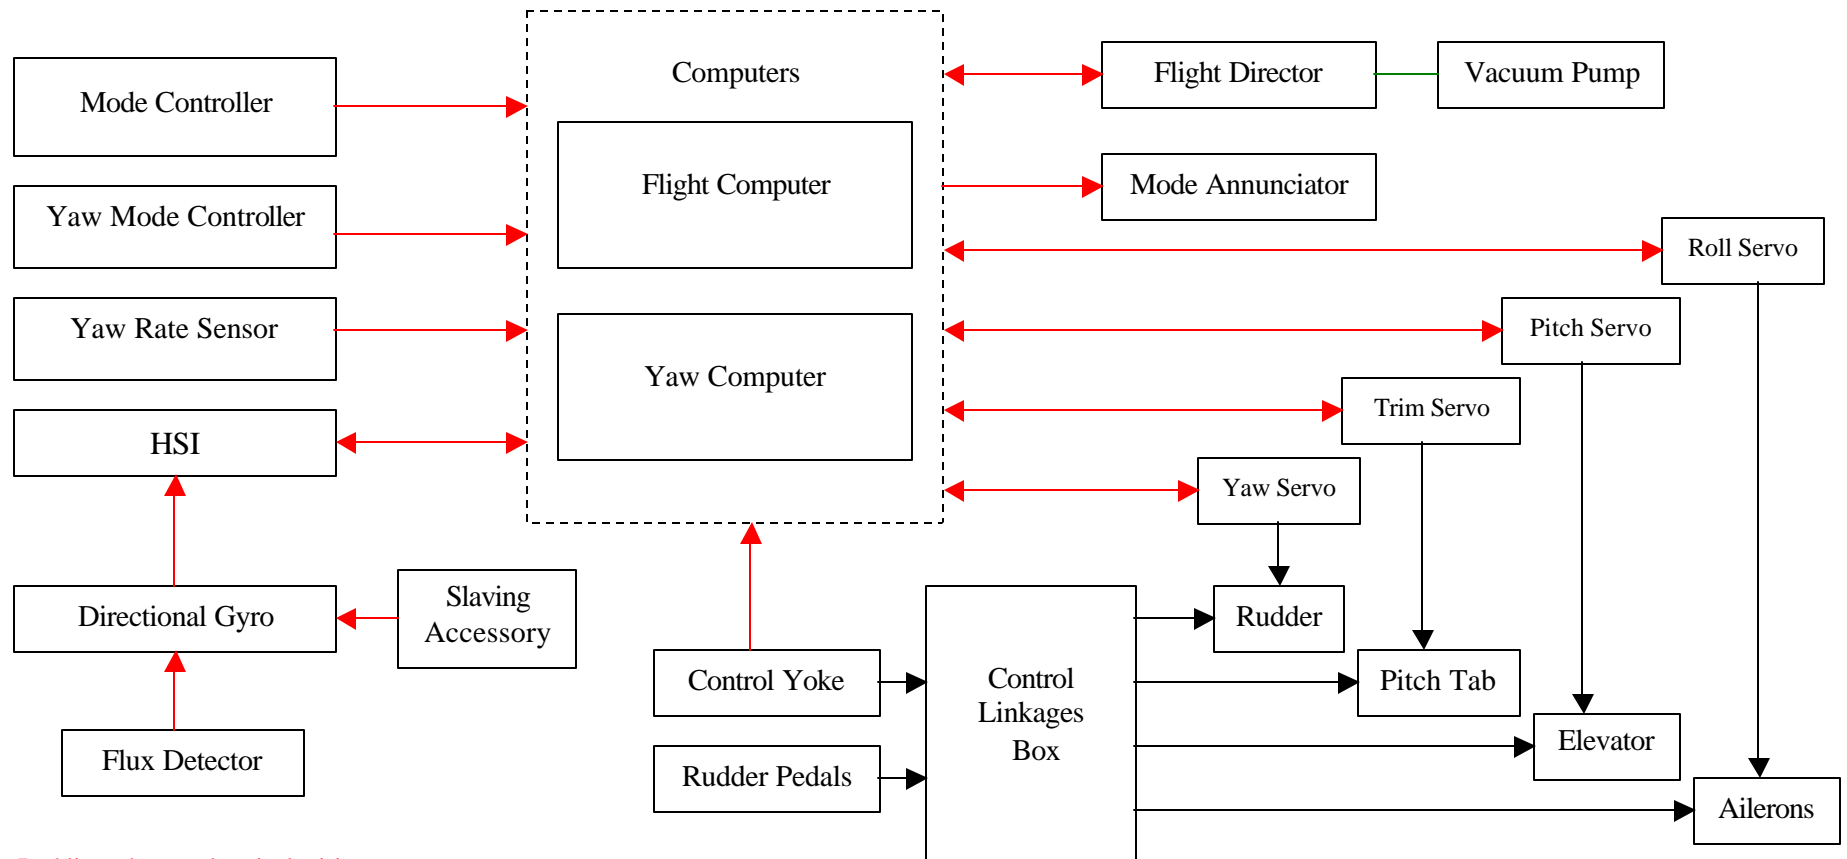 Mode Controller
Yaw Mode Controller
Yaw Rate Sensor
HSI
Directional Gyro
Slaving
Accessory
Flux Detector
Computers
Flight Computer
Yaw Computer
Flight Director
Vacuum Pump
Mode Annunciator
Roll Servo
Pitch Servo
Trim Servo
Yaw Servo
Control Yoke
Rudder Pedals
Control
Linkages
Box
Rudder
Pitch Tab
Elevator
Ailerons